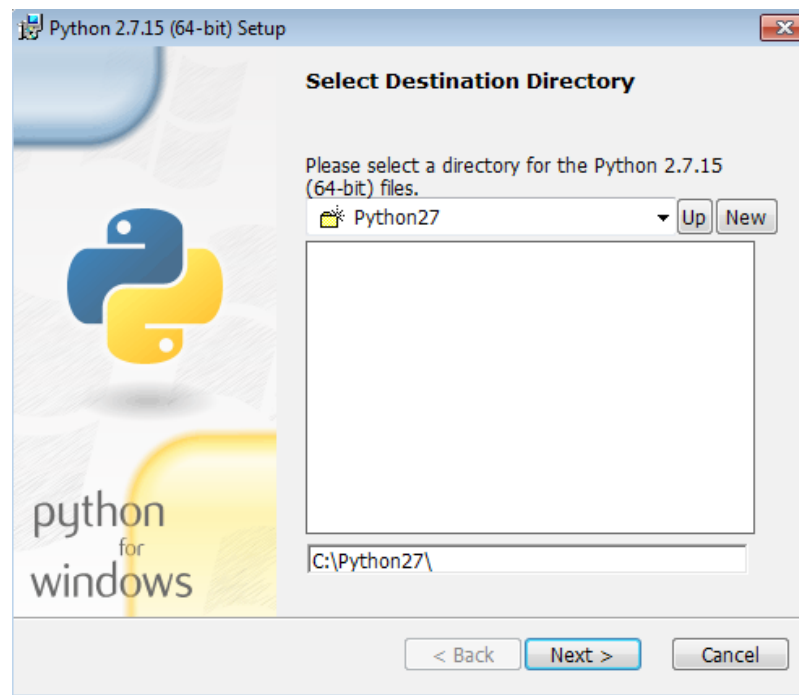 Python 2.7.15 (64-bit) Setup
Select Destination Directory
Please select a directory for the Python 2.7.15
(64-bit) files.
Python27
Up
New
C:\Python27\
python
for
windows
< Back
Next >
Cancel